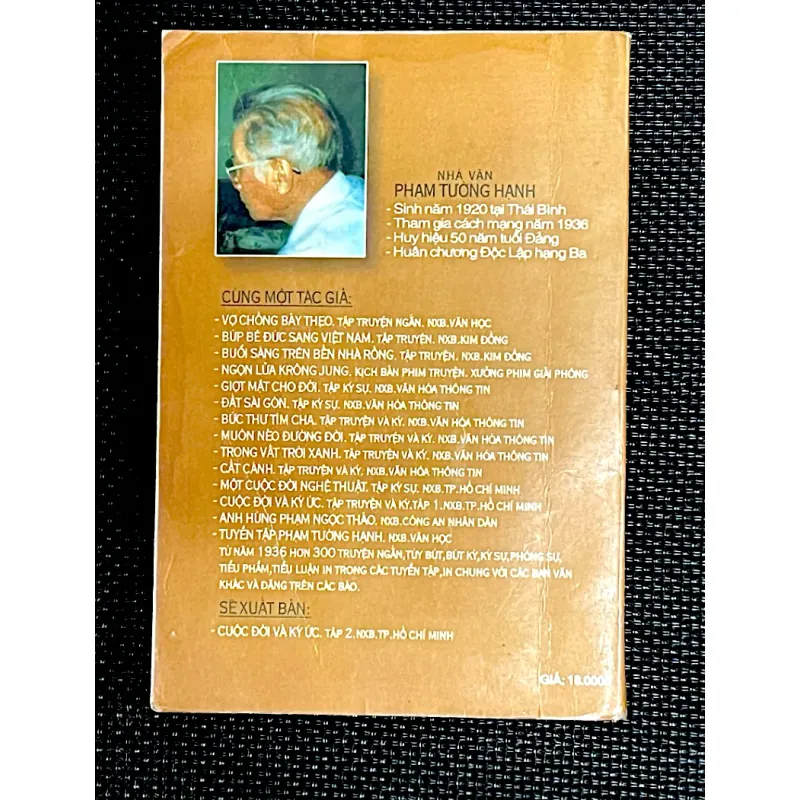 NHÀ VĂN
PHẠM TƯỜNG HẠNH
- Sinh năm 1920 tại Thái Bình
- Tham gia cách mạng năm 1936
- Huy hiệu 50 năm tuổi Đảng
- Huân chương Độc Lập hạng Ba
CÙNG MỘT TÁC GIẢ:
- VỢ CHỒNG BẢY THẸO. TẬP TRUYỆN NGẮN. NXB.VĂN HỌC
- BÚP BÊ ĐỨC SANG VIỆT NAM. TẬP TRUYỆN. NXB.KIM ĐỒNG
- BUỔI SÁNG TRÊN BẾN NHÀ RỒNG. TẬP TRUYỆN. NXB.KIM ĐỒNG
- NGỌN LỬA KRÔNG JUNG. KỊCH BẢN PHIM TRUYỆN. XƯỞNG PHIM GIẢI PHÓNG
- GIỌT MẬT CHO ĐỜI. TẬP KÝ SỰ. NXB.VĂN HÓA THÔNG TIN
- ĐẤT SÀI GÒN. TẬP KÝ SỰ. NXB.VĂN HÓA THÔNG TIN
- BỨC THƯ TÌM CHA. TẬP TRUYỆN VÀ KÝ. NXB.VĂN HÓA THÔNG TIN
- MUÔN NẺO ĐƯỜNG ĐỜI. TẬP TRUYỆN VÀ KÝ. NXB.VĂN HÓA THÔNG TIN
- TRONG VẮT TRỜI XANH. TẬP TRUYỆN VÀ KÝ. NXB.VĂN HÓA THÔNG TIN
- CẤT CÁNH. TẬP TRUYỆN VÀ KÝ. NXB.VĂN HÓA THÔNG TIN
- MỘT CUỘC ĐỜI NGHỆ THUẬT. TẬP KÝ SỰ. NXB.TP.HỒ CHÍ MINH
- CUỘC ĐỜI VÀ KÝ ỨC. TẬP TRUYỆN VÀ KÝ.TẬP 1. NXB.TP.HỒ CHÍ MINH
- ANH HÙNG PHẠM NGỌC THẢO. NXB.CÔNG AN NHÂN DÂN
- TUYỂN TẬP PHẠM TƯỜNG HẠNH. NXB.VĂN HỌC
TỪ NĂM 1936 HƠN 300 TRUYỆN NGẮN,TÙY BÚT,BÚT KÝ,KÝ SỰ,PHÓNG SỰ,
TIỂU PHẨM,TIỂU LUẬN IN TRONG CÁC TUYỂN TẬP,IN CHUNG VỚI CÁC BẠN VĂN
KHÁC VÀ ĐĂNG TRÊN CÁC BÁO.
SẼ XUẤT BẢN:
- CUỘC ĐỜI VÀ KÝ ỨC. TẬP 2.NXB.TP.HỒ CHÍ MINH
GIÁ: 18.000